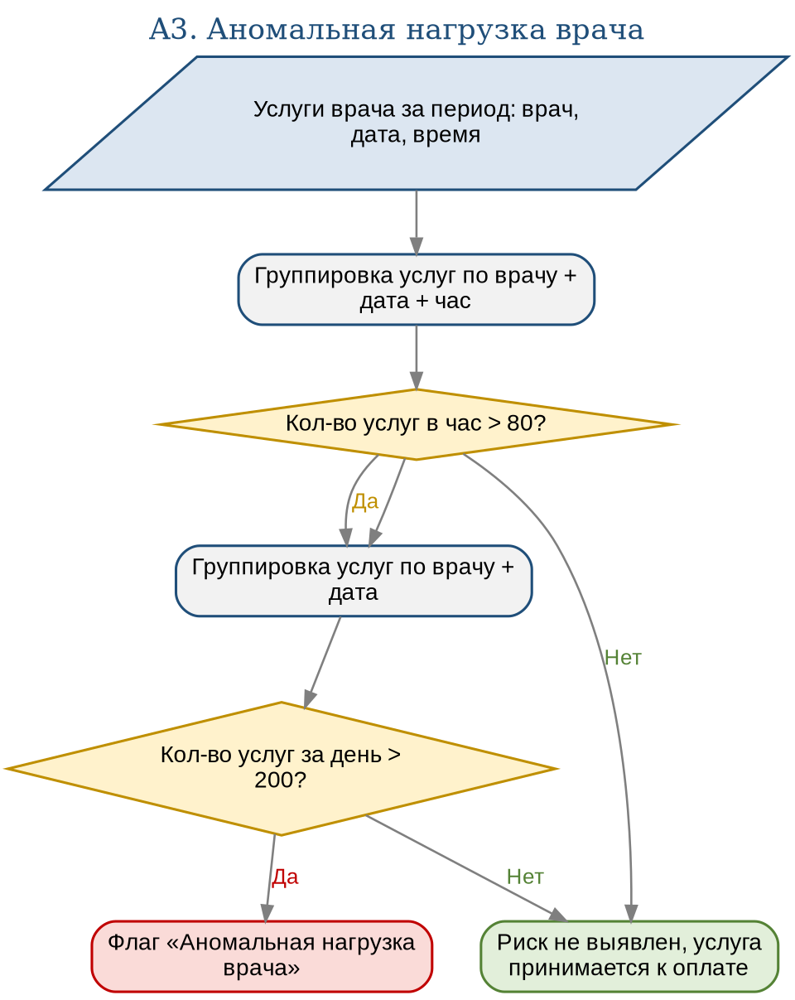 А3. Аномальная нагрузка врача
Услуги врача за период: врач,
дата, время
Группировка услуг по врачу +
дата + час
Кол-во услуг в час > 80?
Да
Группировка услуг по врачу +
дата
Нет
Кол-во услуг за день >
200?
Да
Нет
Флаг «Аномальная нагрузка
врача»
Риск не выявлен, услуга
принимается к оплате